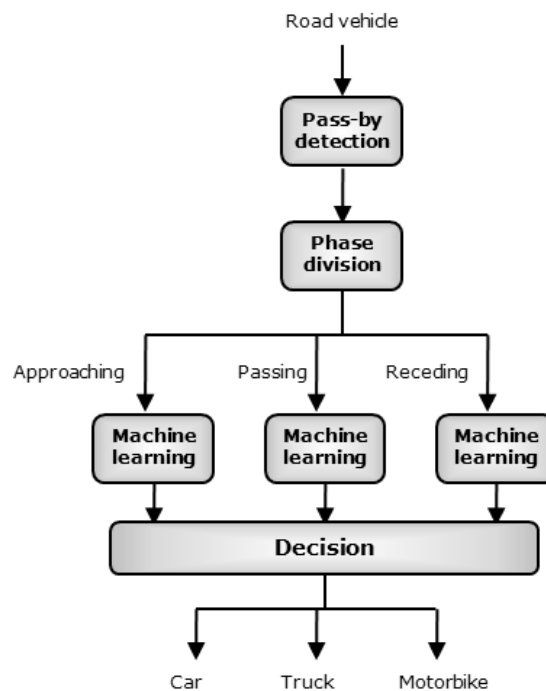 Road vehicle
Pass-by
detection
Phase
division
Approaching
Passing
Receding
Machine
learning
Machine
learning
Machine
learning
Decision
Car
Truck
Motorbike